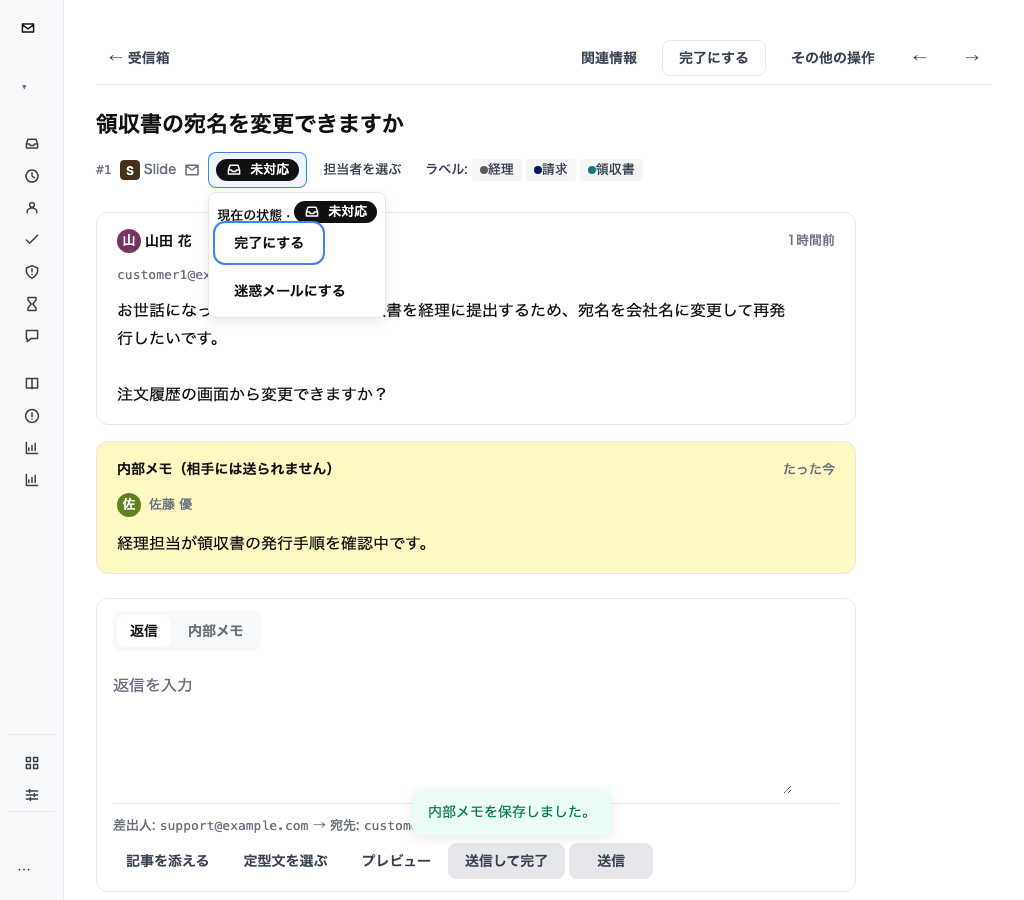 ← 受信箱
関連情報
完了にする
その他の操作
←
→
領収書の宛名を変更できますか
#1 S Slide 未対応 担当者を選ぶ ラベル: 経理 請求 領収書
現在の状態 · 未対応
完了にする
迷惑メールにする
山 山田 花
1時間前
customer1@ex
お世話になっ
書を経理に提出するため、宛名を会社名に変更して再発
行したいです。
注文履歴の画面から変更できますか？
内部メモ（相手には送られません）
たった今
佐 佐藤 優
経理担当が領収書の発行手順を確認中です。
返信 内部メモ
返信を入力
内部メモを保存しました。
差出人: support@example.com → 宛先: custom
記事を添える 定型文を選ぶ プレビュー 送信して完了 送信
…